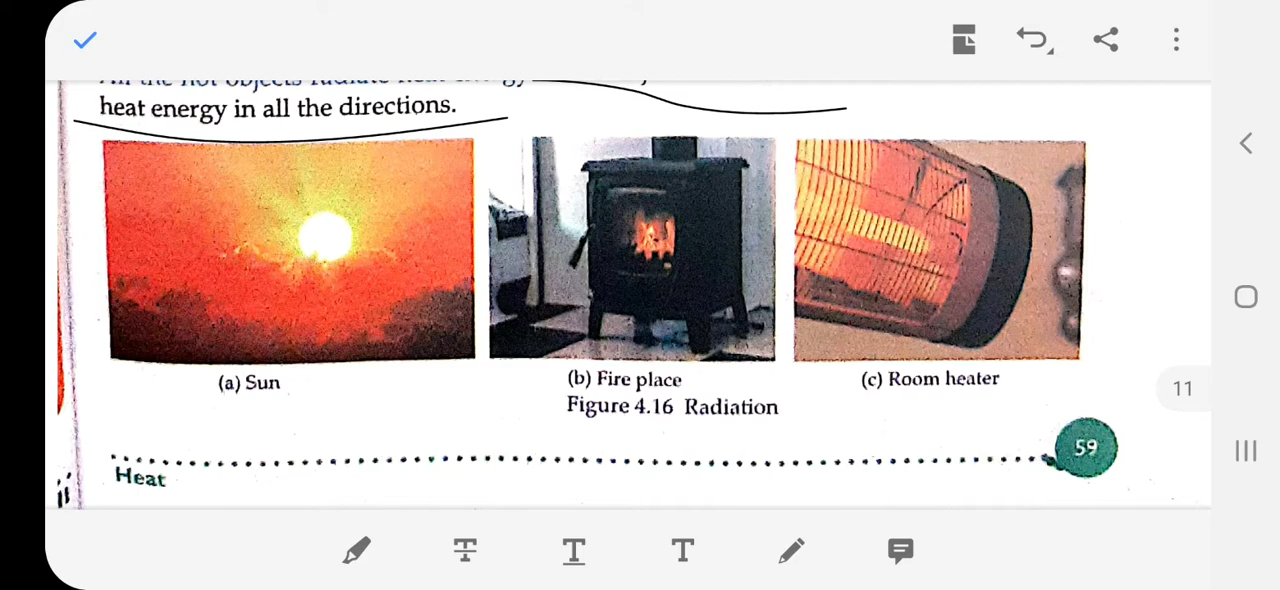 heat energy in all the directions.
(a) Sun
(b) Fire place
(c) Room heater
Figure 4.16 Radiation
59
Heat
11